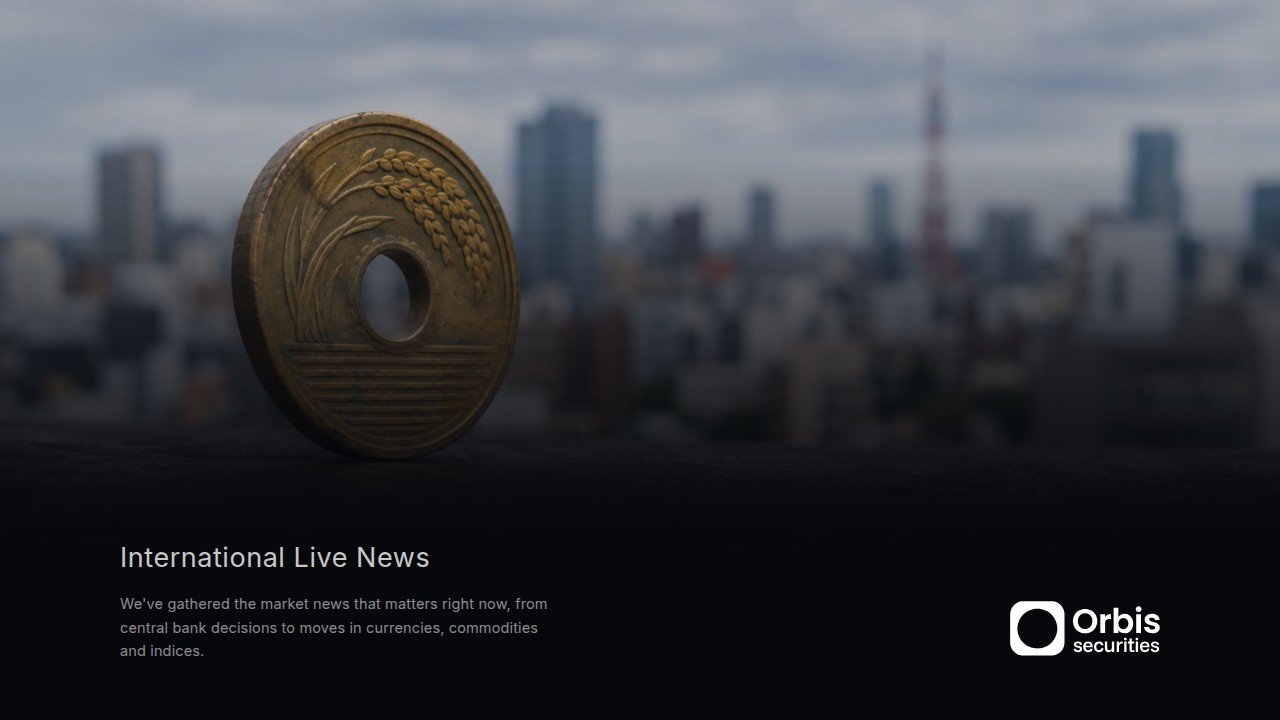 International Live News
We've gathered the market news that matters right now, from
central bank decisions to moves in currencies, commodities
and indices.
Orbis
securities